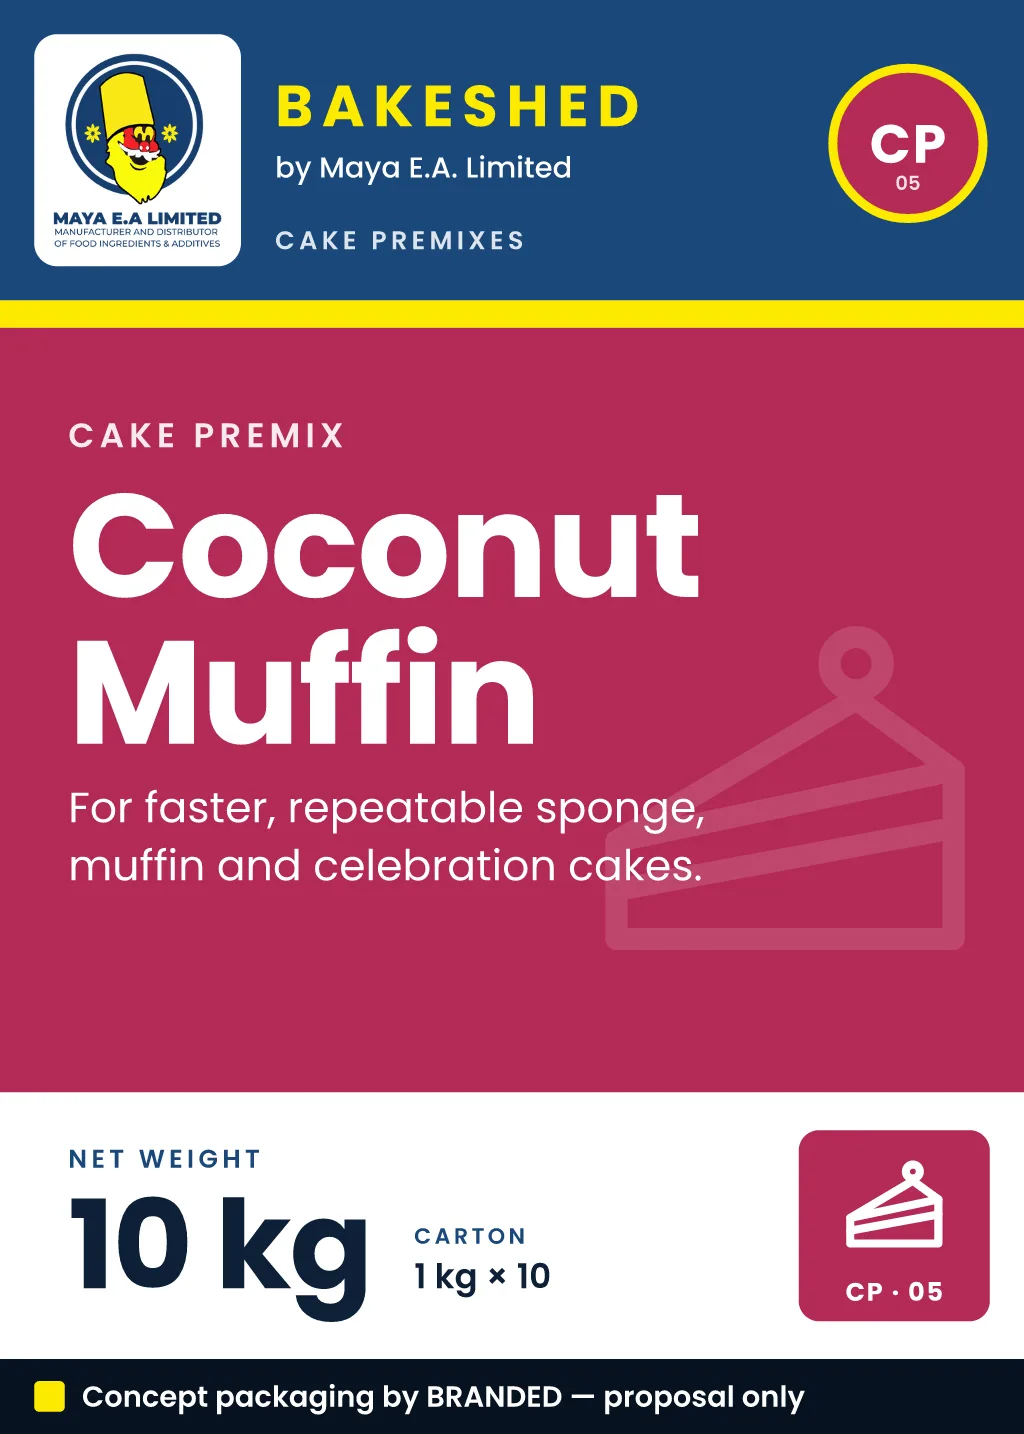 MAYA E.A LIMITED
MANUFACTURER AND DISTRIBUTOR
OF FOOD INGREDIENTS & ADDITIVES
BAKESHED
by Maya E.A. Limited
CAKE PREMIXES
CP
05
CAKE PREMIX
Coconut
Muffin
For faster, repeatable sponge,
muffin and celebration cakes.
NET WEIGHT
10 kg
CARTON
1 kg × 10
CP · 05
Concept packaging by BRANDED — proposal only